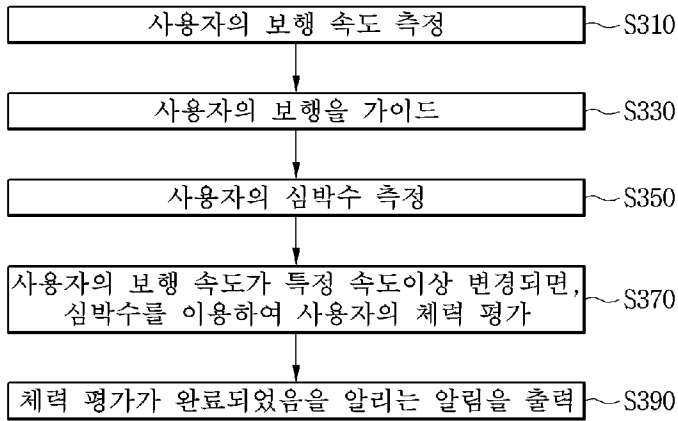 사용자의 보행 속도 측정 S310
사용자의 보행을 가이드 S330
사용자의 심박수 측정 S350
사용자의 보행 속도가 특정 속도이상 변경되면,
심박수를 이용하여 사용자의 체력 평가 S370
체력 평가가 완료되었음을 알리는 알림을 출력 S390